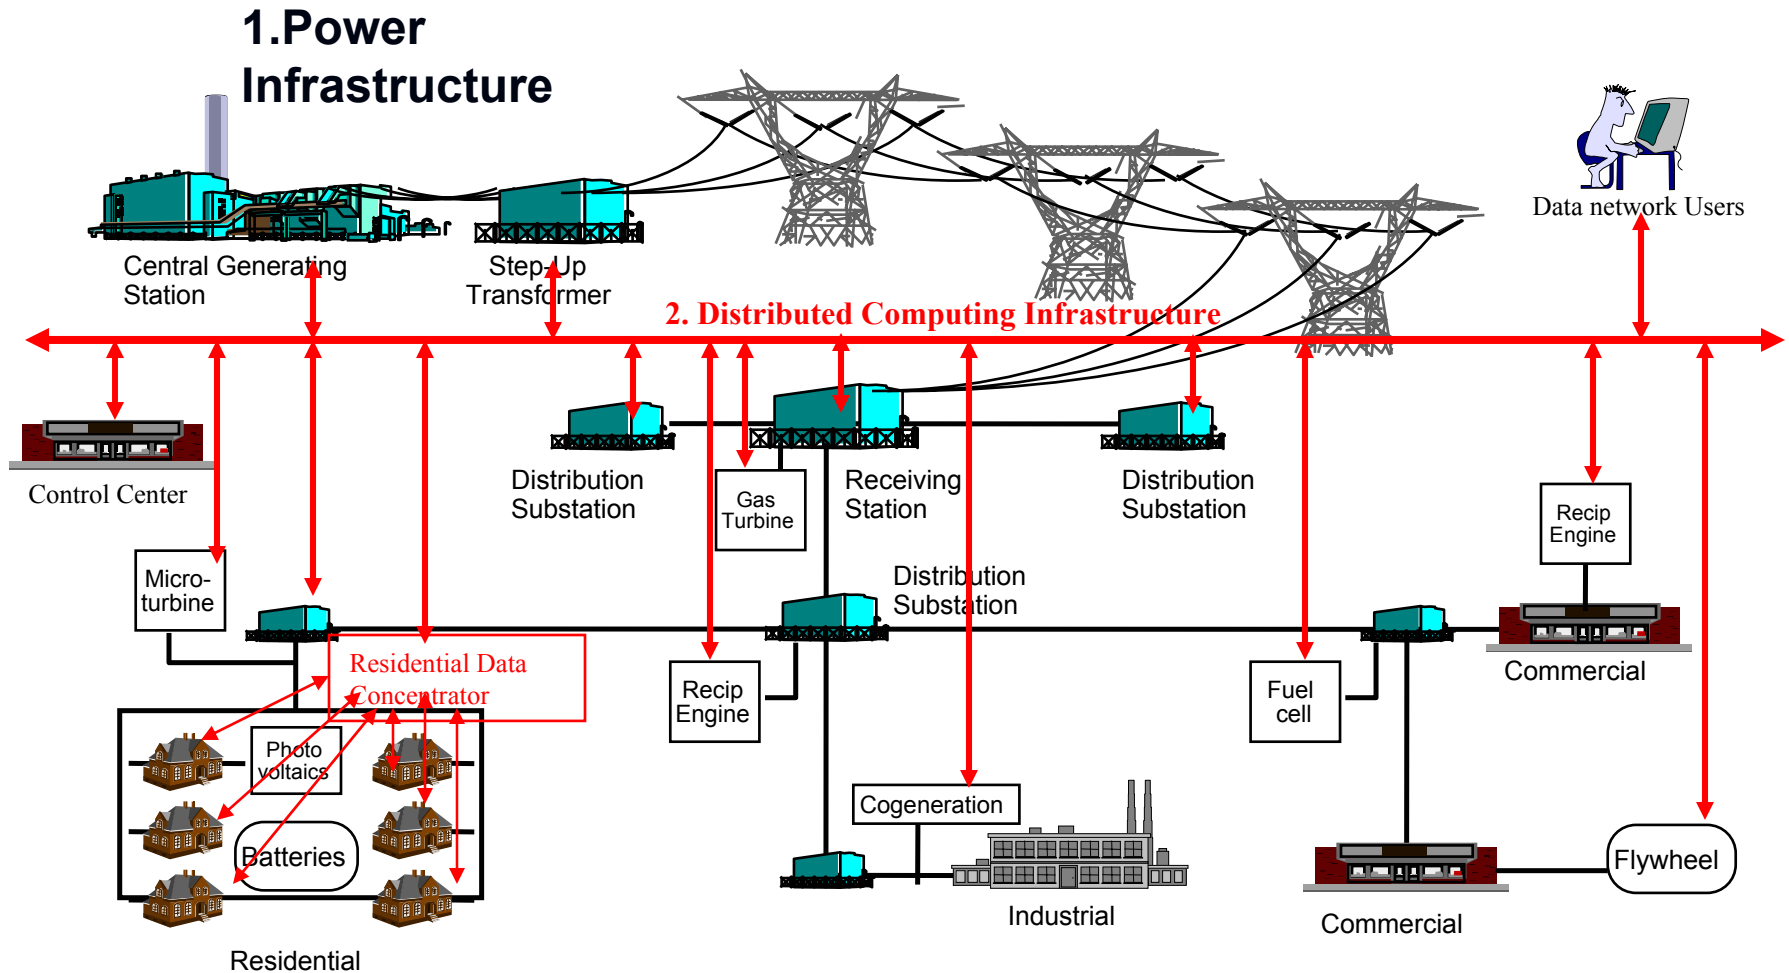 1.Power
Infrastructure
Data network Users
Central Generating
Station
Step-Up
Transformer
2. Distributed Computing Infrastructure
Control Center
Distribution
Substation
Gas
Turbine
Receiving
Station
Distribution
Substation
Recip
Engine
Micro-
turbine
Distribution
Substation
Residential Data
Concentrator
Recip
Engine
Fuel
cell
Commercial
Photo
voltaics
Batteries
Cogeneration
Flywheel
Industrial
Commercial
Residential